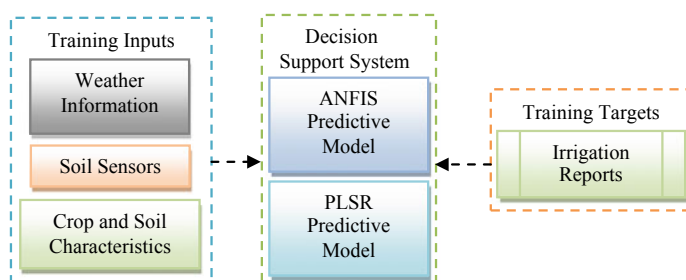 Training Inputs
Weather
Information
Soil Sensors
Crop and Soil
Characteristics
Decision
Support System
ANFIS
Predictive
Model
PLSR
Predictive
Model
Training Targets
Irrigation
Reports